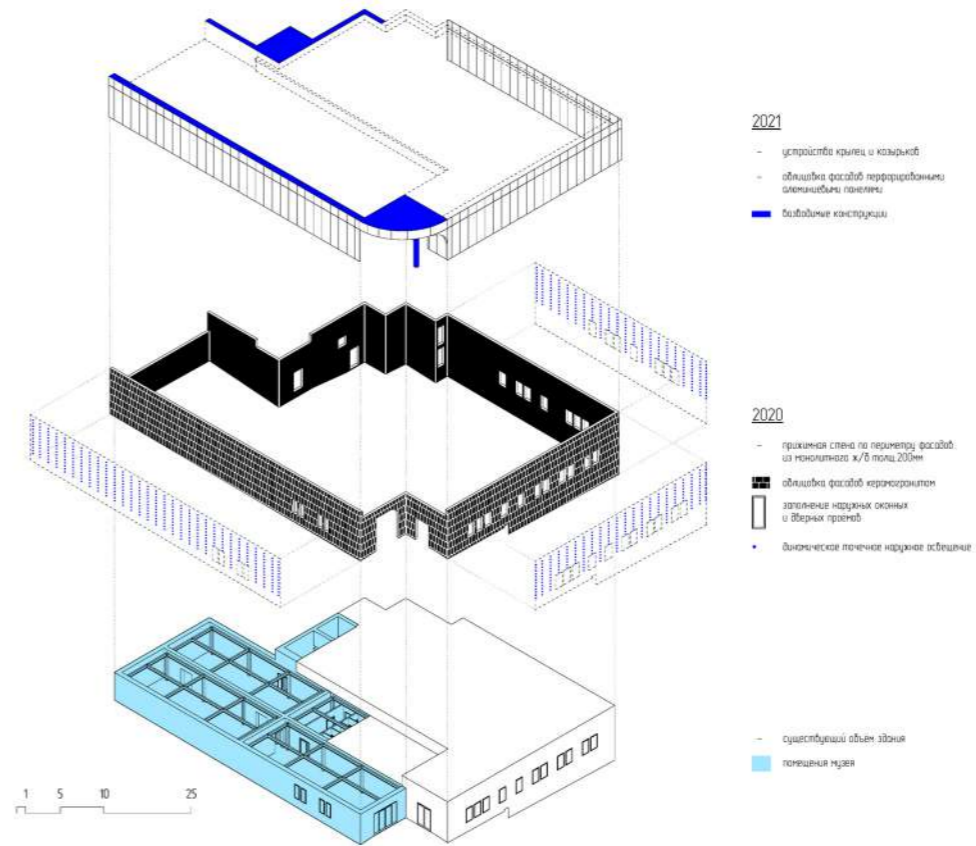 2021
- устройство крылец и козырьков
- облицовка фасадов перфорированными
алюминиевыми панелями
возводимые конструкции
2020
- прижимная стена по периметру фасадов
из монолитного ж/б толщ. 200мм
облицовка фасадов керамогранитом
заполнение наружных оконных
и дверных проемов
динамическое точечное наружное освещение
- существующий объем здания
помещения музея
1 5 10 25